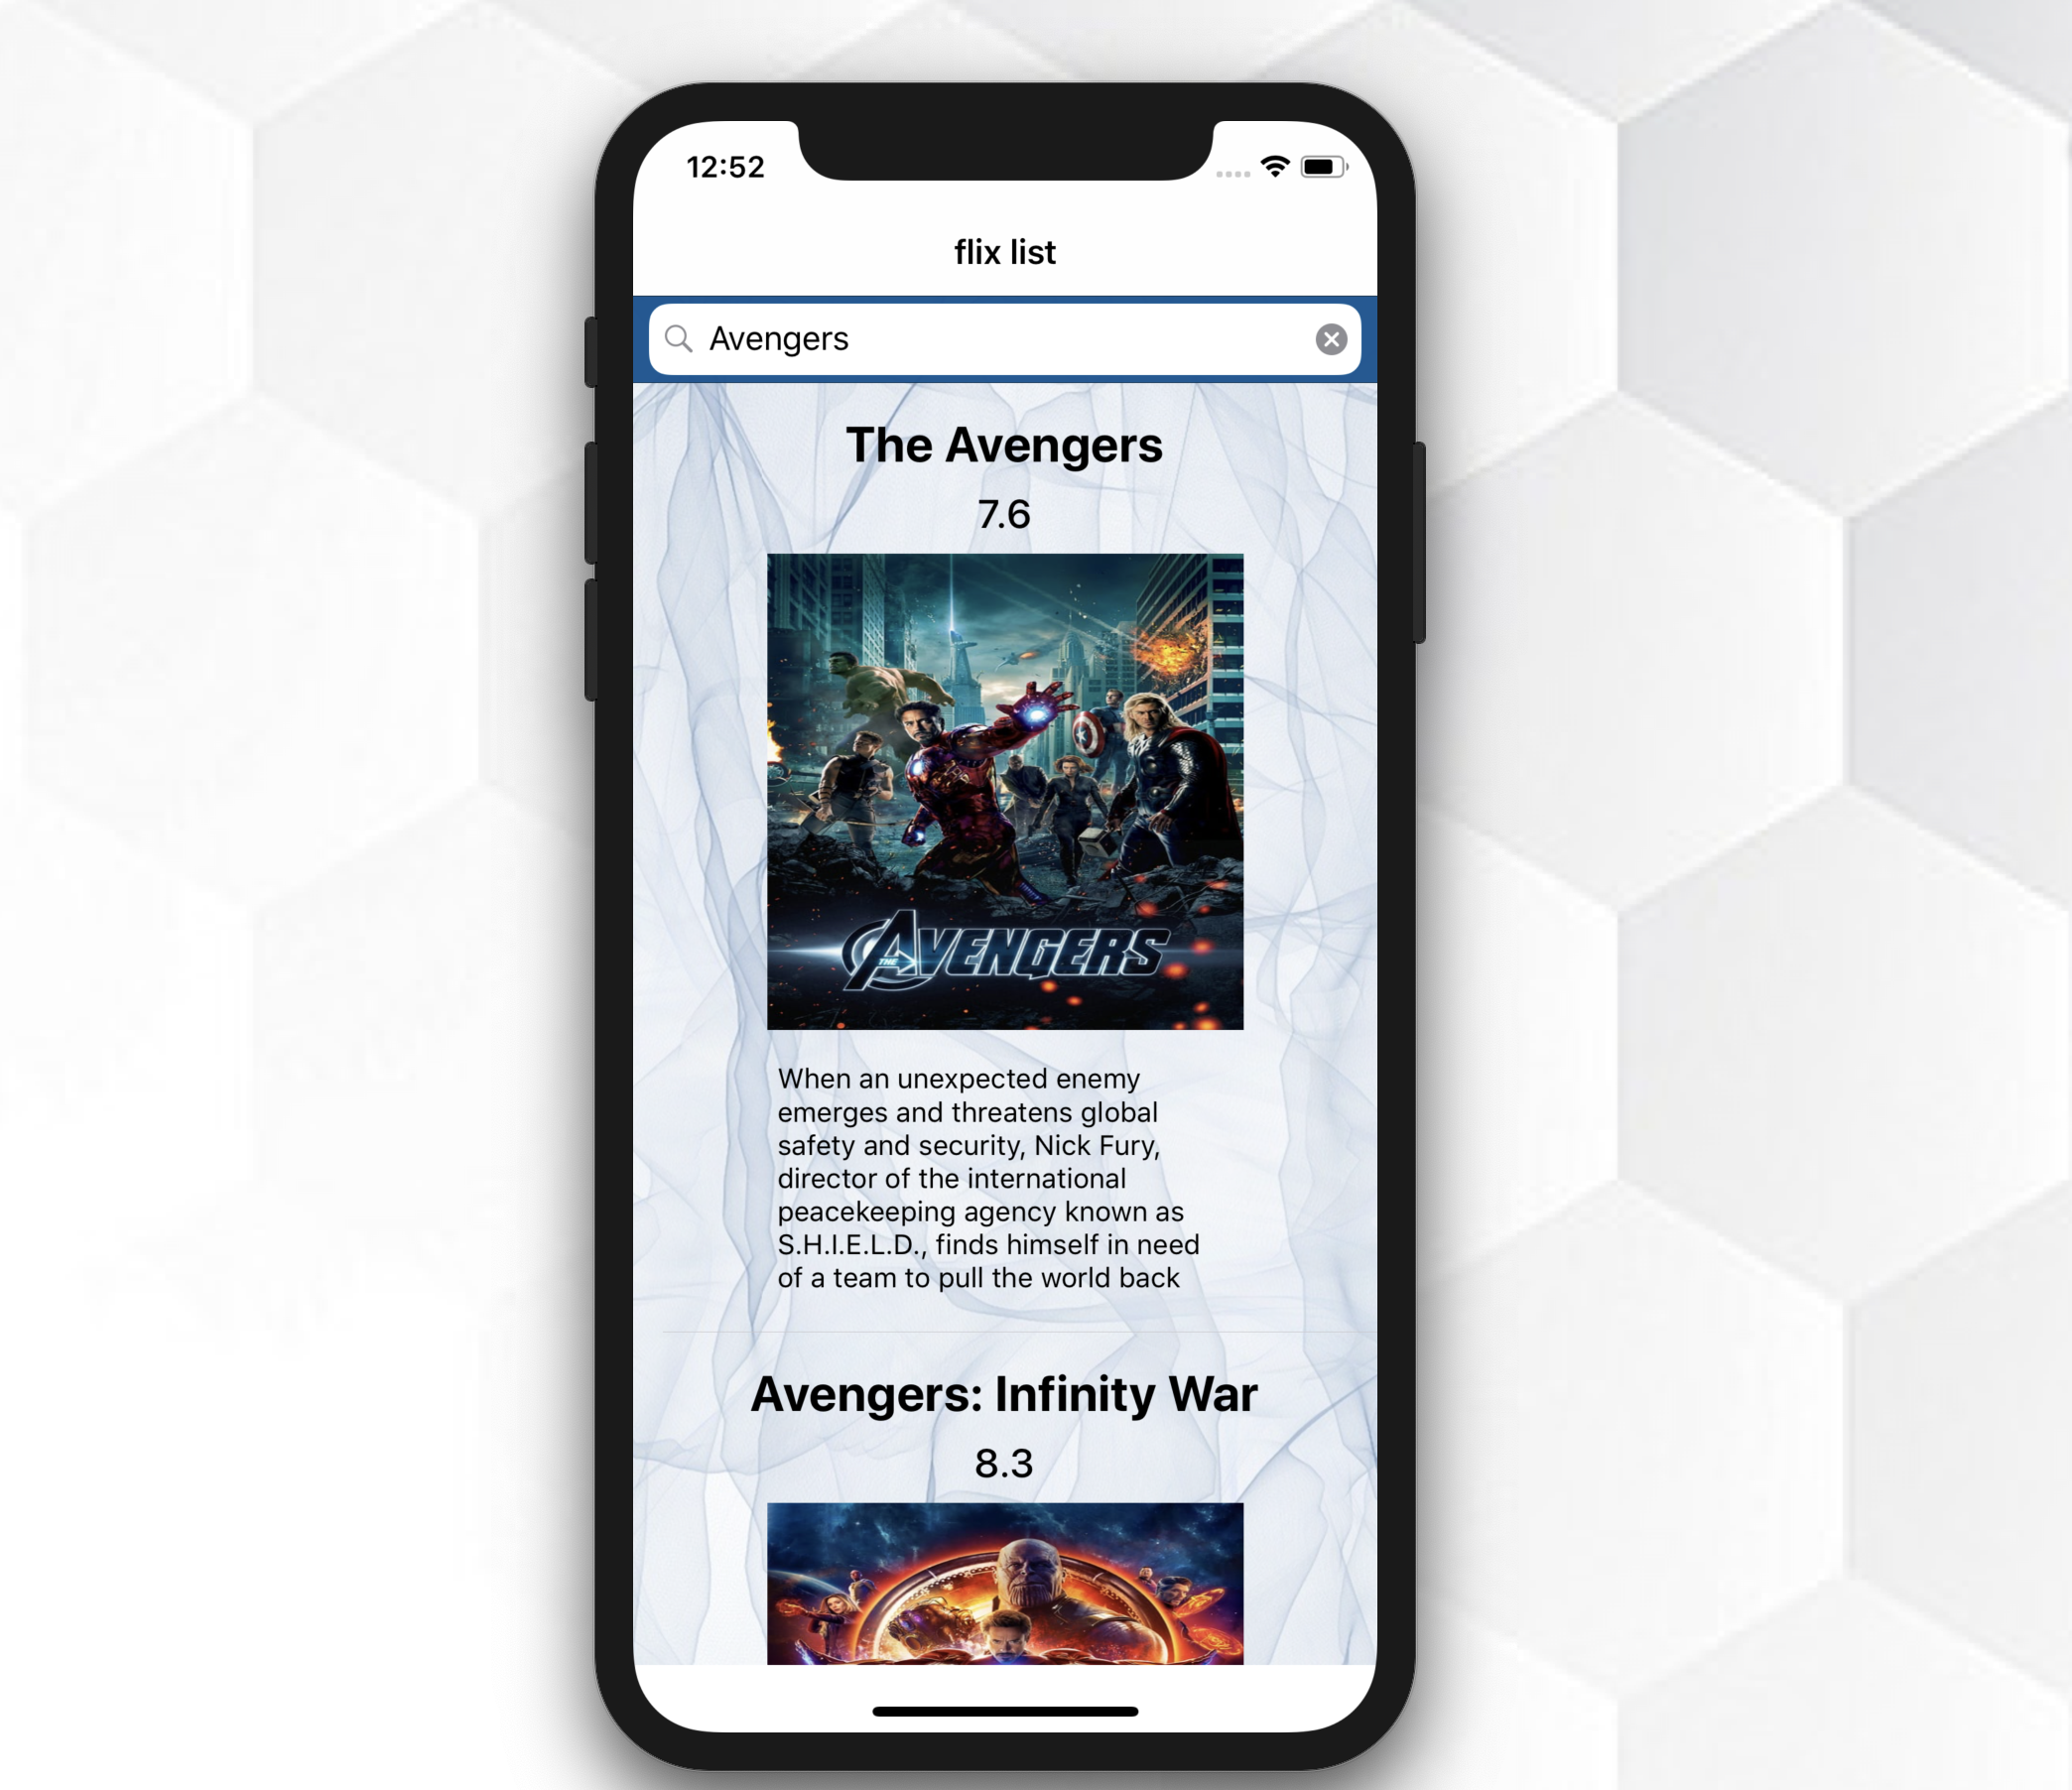 12:52
flix list
Avengers
The Avengers
7.6
THE AVENGERS
When an unexpected enemy
emerges and threatens global
safety and security, Nick Fury,
director of the international
peacekeeping agency known as
S.H.I.E.L.D., finds himself in need
of a team to pull the world back
Avengers: Infinity War
8.3